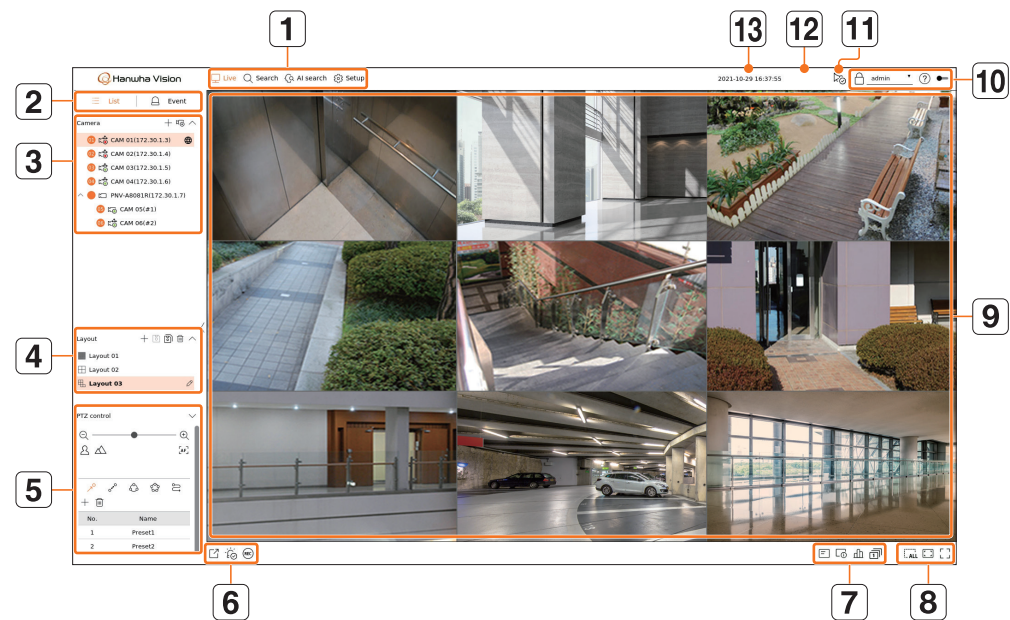 1
13
12
11
Hanwha Vision
Live Search AI search Setup
2021-10-29 16:37:55
admin
10
2
List Event
3
Camera
CAM 01(172.30.1.3)
CAM 02(172.30.1.4)
CAM 03(172.30.1.5)
CAM 04(172.30.1.6)
PNV-A8081R(172.30.1.7)
CAM 05(#1)
CAM 06(#2)
9
4
Layout
Layout 01
Layout 02
Layout 03
5
PTZ control
No. Name
1 Preset1
2 Preset2
REC
ALL
6
7
8